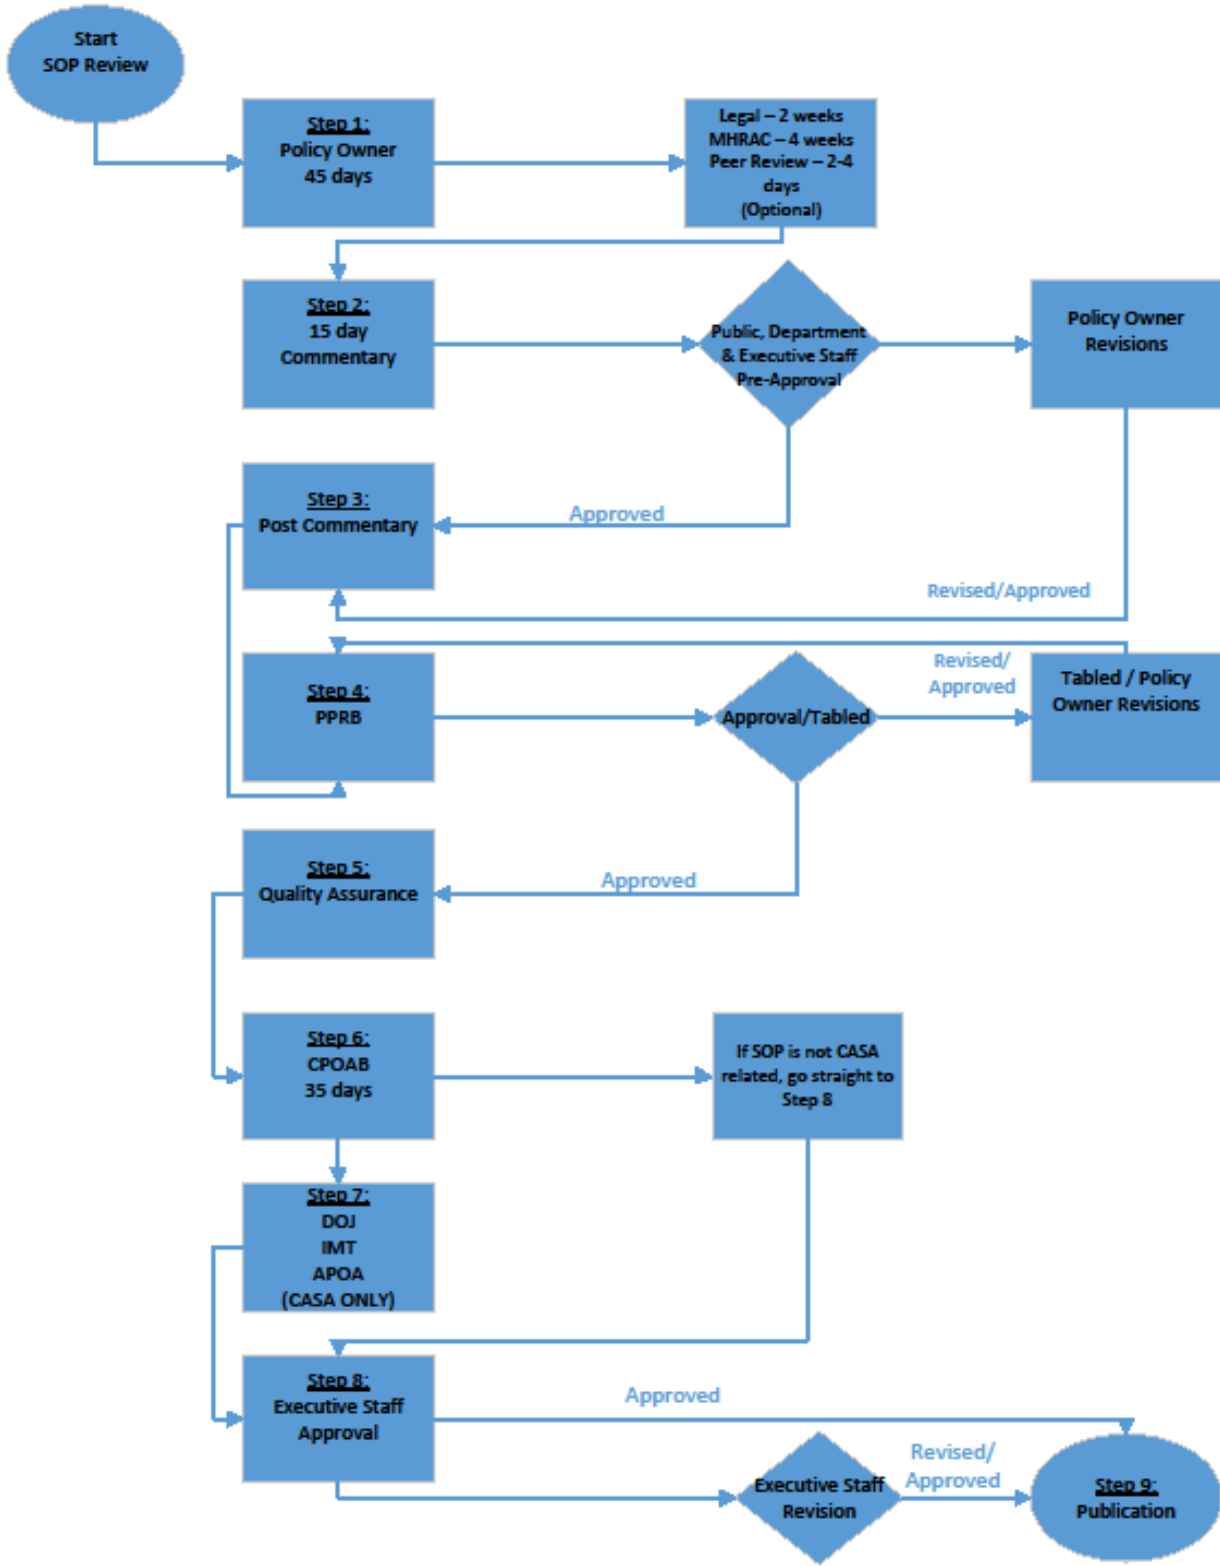 Start
SOP Review
Step 1:
Policy Owner
45 days
Legal – 2 weeks
MHRAC – 4 weeks
Peer Review – 2-4
days
(Optional)
Step 2:
15 day
Commentary
Public, Department
& Executive Staff
Pre-Approval
Policy Owner
Revisions
Step 3:
Post Commentary
Approved
Revised/Approved
Step 4:
PPRB
Approval/Tabled
Revised/
Approved
Tabled / Policy
Owner Revisions
Step 5:
Quality Assurance
Approved
Step 6:
CPOAB
35 days
If SOP is not CASA
related, go straight to
Step 8
Step 7:
DOJ
IMT
APOA
(CASA ONLY)
Step 8:
Executive Staff
Approval
Approved
Executive Staff
Revision
Revised/
Approved
Step 9:
Publication